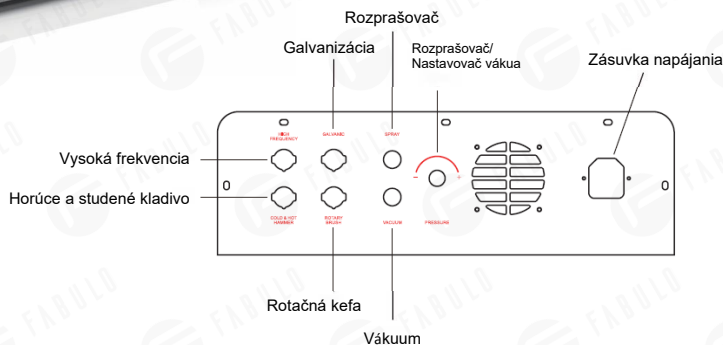 Rozprašovač
Galvanizácia
Rozprašovač/
Nastavovač vákua
Zásuvka napájania
HIGH
FREQUENCY
GALVANIC
SPRAY
Vysoká frekvencia
Horúce a studené kladivo
− +
COLD & HOT
HAMMER
ROTARY
BRUSH
VACUUM
PRESSURE
Rotačná kefa
Vákuum
FABULO